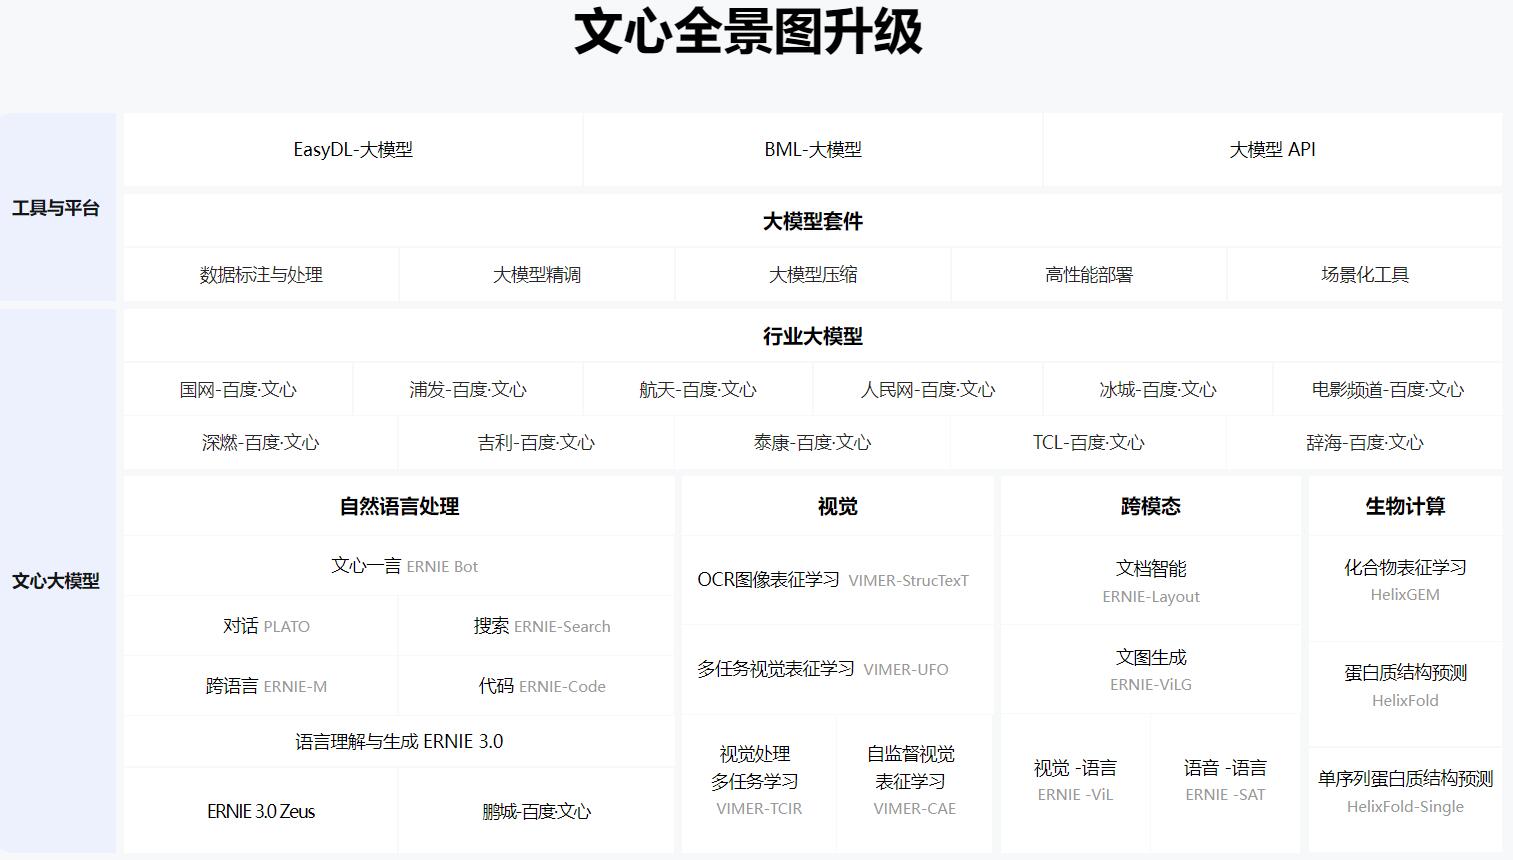 文心全景图升级
工具与平台
EasyDL-大模型
BML-大模型
大模型 API
大模型套件
数据标注与处理
大模型精调
大模型压缩
高性能部署
场景化工具
文心大模型
行业大模型
国网-百度·文心
浦发-百度·文心
航天-百度·文心
人民网-百度·文心
冰城-百度·文心
电影频道-百度·文心
深燃-百度·文心
吉利-百度·文心
泰康-百度·文心
TCL-百度·文心
辞海-百度·文心
自然语言处理
文心一言 ERNIE Bot
对话 PLATO
搜索 ERNIE-Search
跨语言 ERNIE-M
代码 ERNIE-Code
语言理解与生成 ERNIE 3.0
ERNIE 3.0 Zeus
鹏城-百度·文心
视觉
OCR图像表征学习 VIMER-StrucTexT
多任务视觉表征学习 VIMER-UFO
视觉处理
多任务学习
VIMER-TCIR
自监督视觉
表征学习
VIMER-CAE
跨模态
文档智能
ERNIE-Layout
文图生成
ERNIE-ViLG
视觉 -语言
ERNIE -ViL
语音 -语言
ERNIE -SAT
生物计算
化合物表征学习
HelixGEM
蛋白质结构预测
HelixFold
单序列蛋白质结构预测
HelixFold-Single